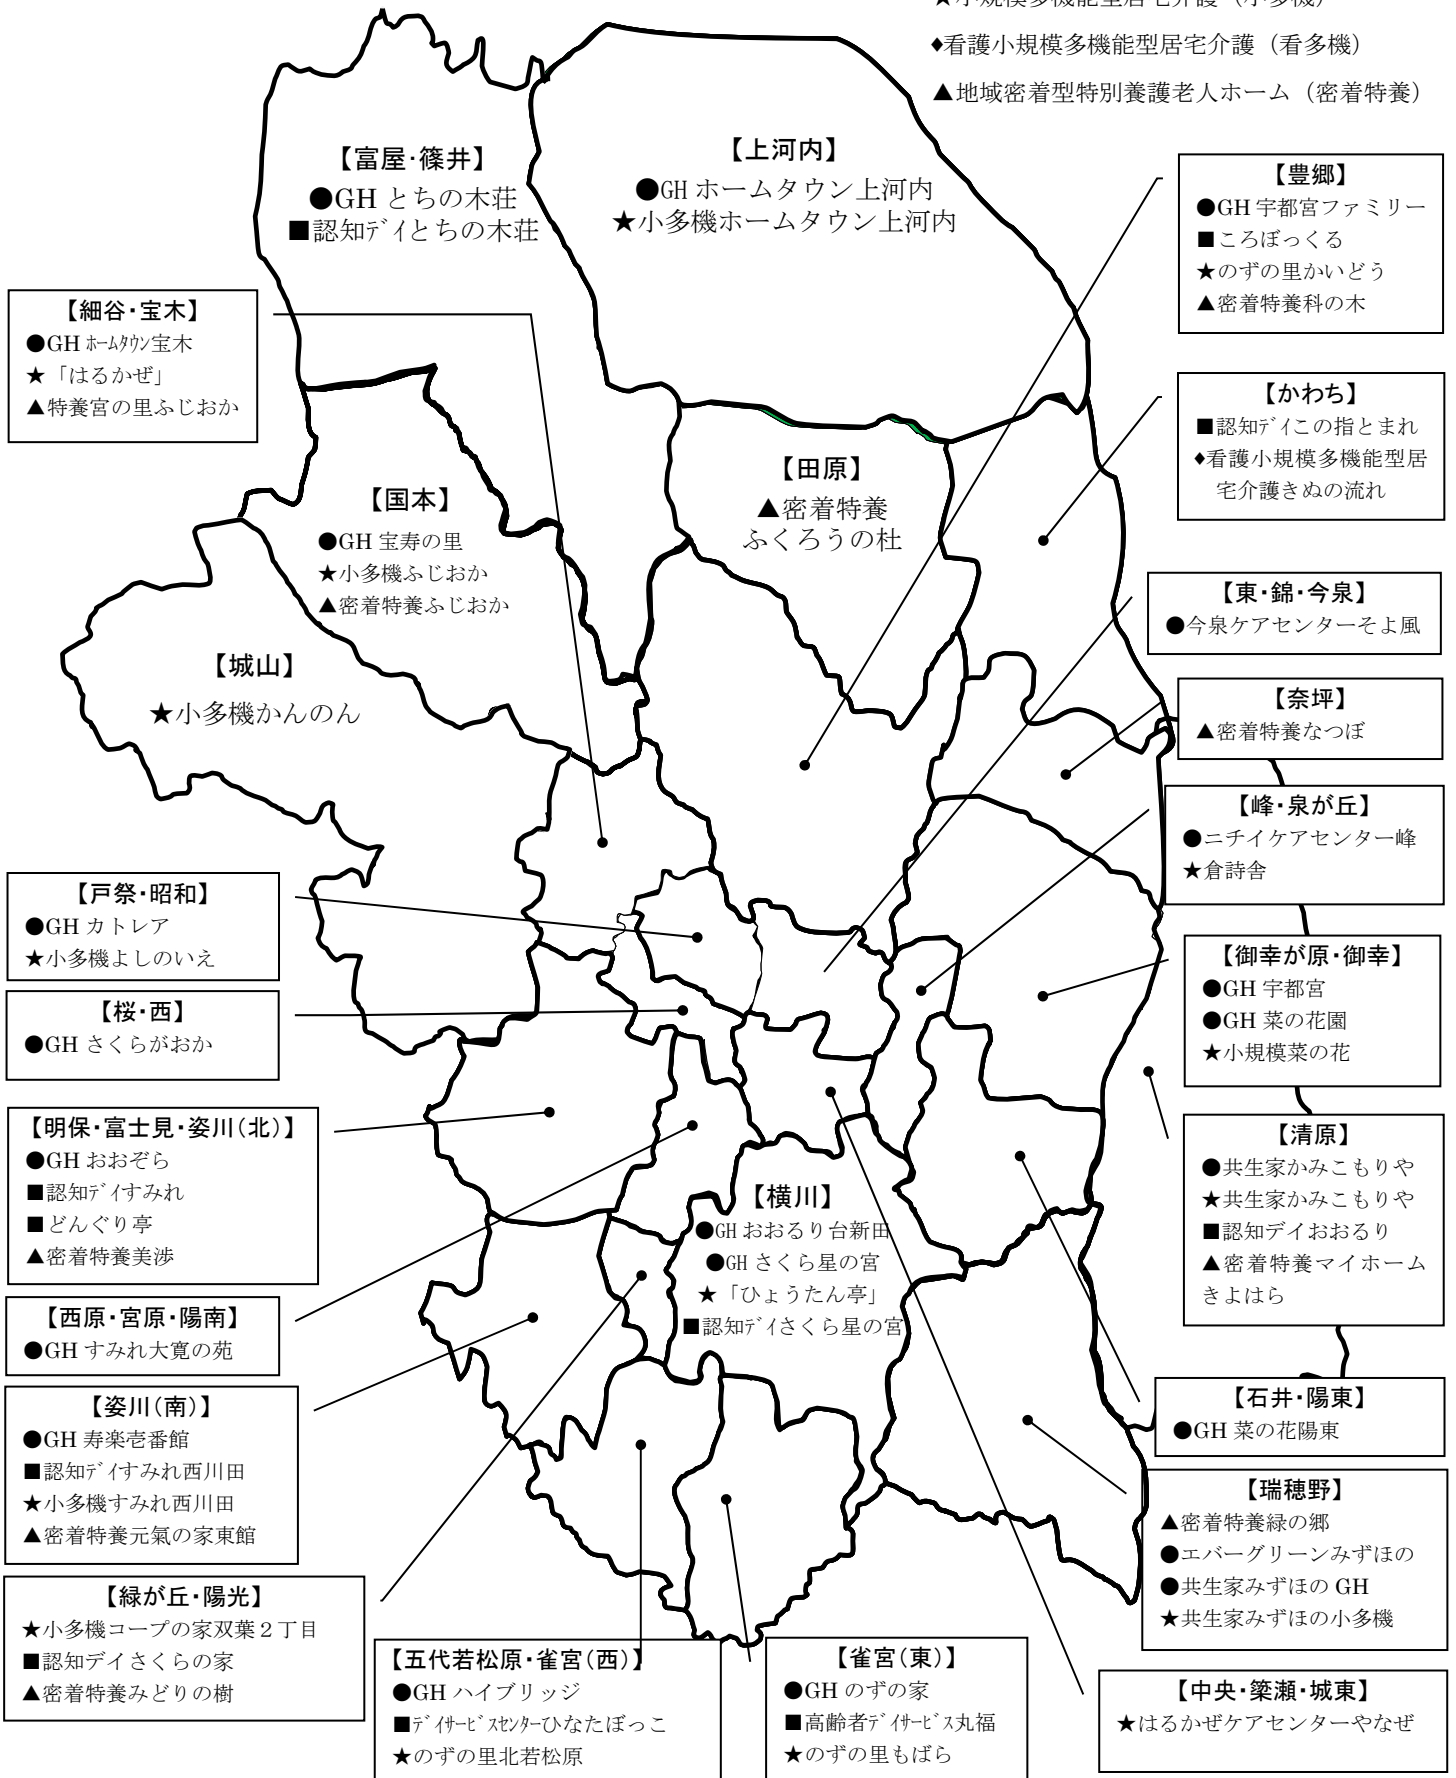 ★小規模多機能型居宅介護（小多機）
♦看護小規模多機能型居宅介護（看多機）
▲地域密着型特別養護老人ホーム（密着特養）
【富屋・篠井】
●GH とちの木荘
■認知デイとちの木荘
【上河内】
●GH ホームタウン上河内
★小多機ホームタウン上河内
【豊郷】
●GH 宇都宮ファミリー
■ころぼっくる
★のずの里かいどう
▲密着特養科の木
【細谷・宝木】
●GH ホームタウン宝木
★「はるかぜ」
▲特養宮の里ふじおか
【かわち】
■認知デイこの指とまれ
♦看護小規模多機能型居
宅介護きぬの流れ
【田原】
▲密着特養
ふくろうの杜
【国本】
●GH 宝寿の里
★小多機ふじおか
▲密着特養ふじおか
【東・錦・今泉】
●今泉ケアセンターそよ風
【城山】
★小多機かんのん
【奈坪】
▲密着特養なつぼ
【峰・泉が丘】
●ニチイケアセンター峰
★倉詩舎
【戸祭・昭和】
●GH カトレア
★小多機よしのいえ
【御幸が原・御幸】
●GH 宇都宮
●GH 菜の花園
★小規模菜の花
【桜・西】
●GH さくらがおか
【明保・富士見・姿川（北）】
●GH おおぞら
■認知デイすみれ
■どんぐり亭
▲密着特養美渉
【清原】
●共生家かみこもりや
★共生家かみこもりや
■認知デイおおるり
▲密着特養マイホーム
きよはら
【横川】
●GH おおるり台新田
●GH さくら星の宮
★「ひょうたん亭」
■認知デイさくら星の宮
【西原・宮原・陽南】
●GH すみれ大寛の苑
【姿川（南）】
●GH 寿楽壱番館
■認知デイすみれ西川田
★小多機すみれ西川田
▲密着特養元氣の家東館
【石井・陽東】
●GH 菜の花陽東
【瑞穂野】
▲密着特養緑の郷
●エバーグリーンみずほの
●共生家みずほの GH
★共生家みずほの小多機
【緑が丘・陽光】
★小多機コープの家双葉２丁目
■認知デイさくらの家
▲密着特養みどりの樹
【五代若松原・雀宮（西）】
●GH ハイブリッジ
■デイサービスセンターひなたぼっこ
★のずの里北若松原
【雀宮（東）】
●GH のずの家
■高齢者デイサービス丸福
★のずの里もばら
【中央・簗瀬・城東】
★はるかぜケアセンターやなぜ